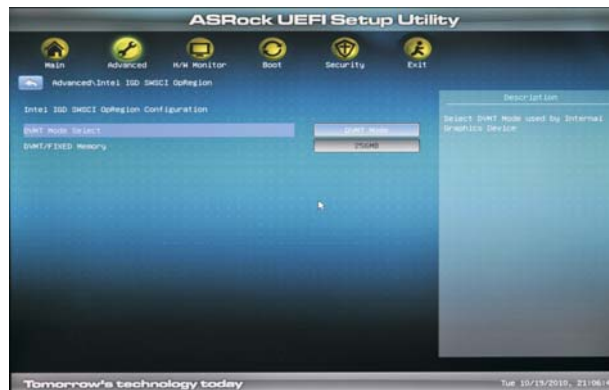 ASRock UEFI Setup Utility
Main Advanced H/W Monitor Boot Security Exit
Advanced\Intel IGD SWSCI OpRegion
Intel IGD SWSCI OpRegion Configuration
DVMT Mode Select DVMT Mode
DVMT/FIXED Memory 256MB
Description
Select DVMT Mode used by Internal
Graphics Device
Tomorrow's technology today
Tue 10/19/2010, 21:06: